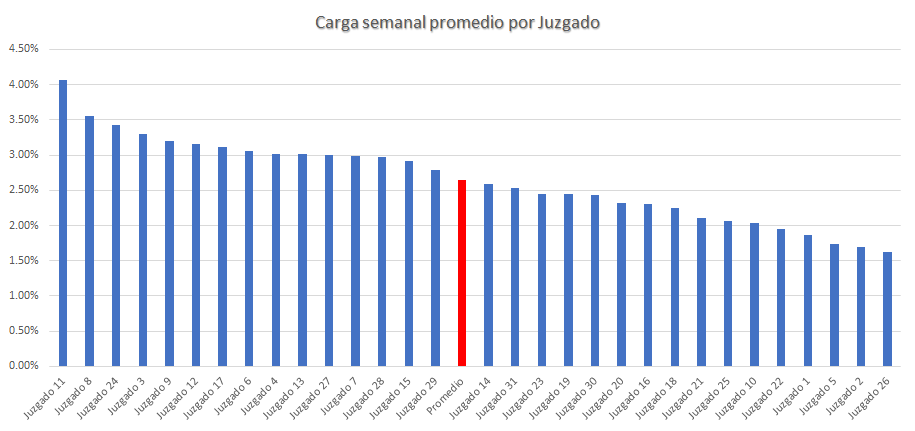 Carga semanal promedio por Juzgado
4.50%
4.00%
3.50%
3.00%
2.50%
2.00%
1.50%
1.00%
0.50%
0.00%
Juzgado 11
Juzgado 8
Juzgado 24
Juzgado 3
Juzgado 9
Juzgado 12
Juzgado 17
Juzgado 6
Juzgado 4
Juzgado 13
Juzgado 27
Juzgado 7
Juzgado 28
Juzgado 15
Juzgado 29
Promedio
Juzgado 14
Juzgado 31
Juzgado 23
Juzgado 19
Juzgado 30
Juzgado 20
Juzgado 16
Juzgado 18
Juzgado 21
Juzgado 25
Juzgado 10
Juzgado 22
Juzgado 1
Juzgado 5
Juzgado 2
Juzgado 26